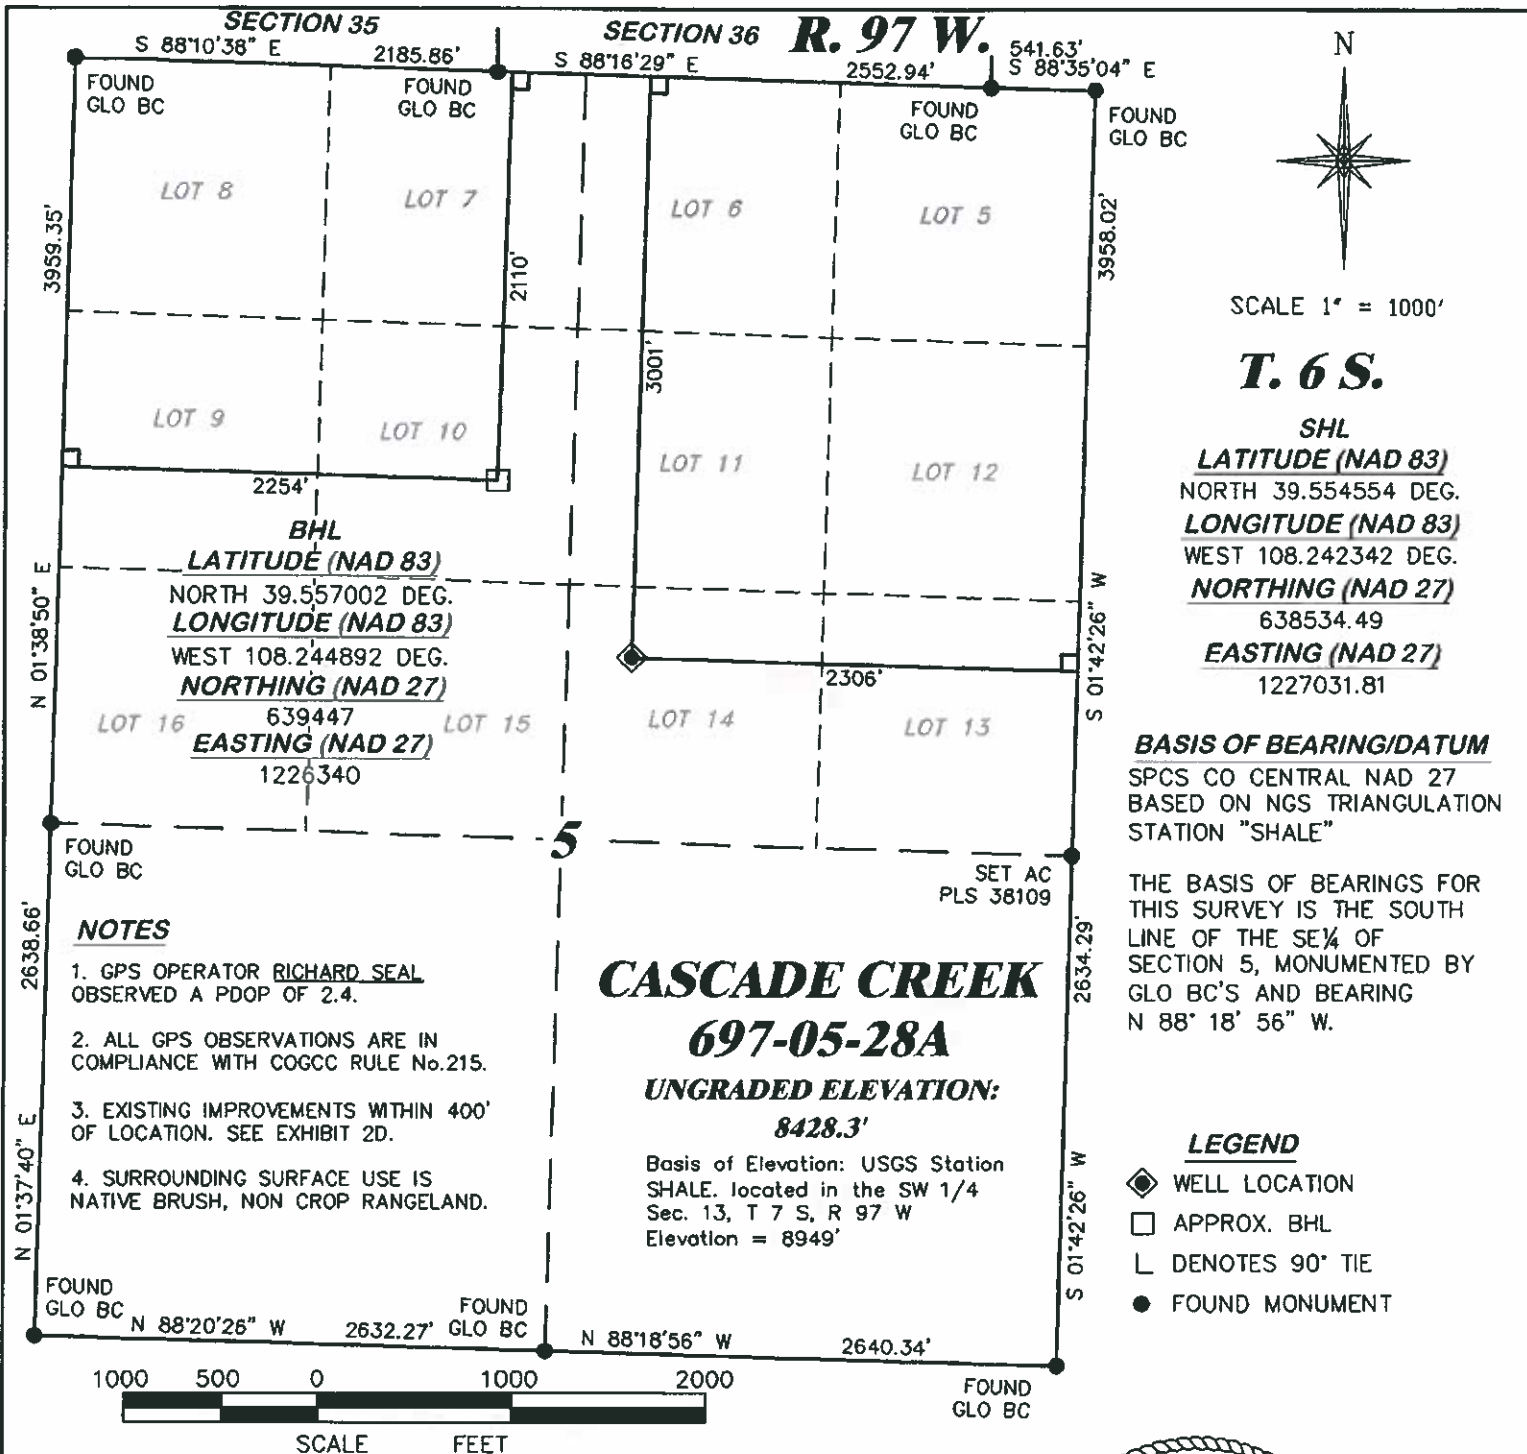 SECTION 35
SECTION 36
R. 97 W.
S 88°10'38" E
2185.86'
S 88°16'29" E
2552.94'
541.63'
S 88°35'04" E
N
FOUND
GLO BC
FOUND
GLO BC
FOUND
GLO BC
FOUND
GLO BC
LOT 8
LOT 7
LOT 6
LOT 5
3959.35'
2110'
3001'
3958.02'
SCALE 1" = 1000'
T. 6 S.
LOT 9
LOT 10
LOT 11
LOT 12
2254'
SHL
LATITUDE (NAD 83)
NORTH 39.554554 DEG.
LONGITUDE (NAD 83)
WEST 108.242342 DEG.
NORTHING (NAD 27)
638534.49
EASTING (NAD 27)
1227031.81
BHL
LATITUDE (NAD 83)
NORTH 39.557002 DEG.
LONGITUDE (NAD 83)
WEST 108.244892 DEG.
NORTHING (NAD 27)
639447
EASTING (NAD 27)
1226340
N 01°38'50" E
S 01°42'26" W
2306'
LOT 16
LOT 15
LOT 14
LOT 13
BASIS OF BEARING/DATUM
SPCS CO CENTRAL NAD 27
BASED ON NGS TRIANGULATION
STATION "SHALE"
THE BASIS OF BEARINGS FOR
THIS SURVEY IS THE SOUTH
LINE OF THE SE¼ OF
SECTION 5, MONUMENTED BY
GLO BC'S AND BEARING
N 88° 18' 56" W.
5
FOUND
GLO BC
SET AC
PLS 38109
2638.66'
2634.29'
NOTES
1. GPS OPERATOR RICHARD SEAL
OBSERVED A PDOP OF 2.4.
2. ALL GPS OBSERVATIONS ARE IN
COMPLIANCE WITH COGCC RULE No.215.
3. EXISTING IMPROVEMENTS WITHIN 400'
OF LOCATION. SEE EXHIBIT 2D.
4. SURROUNDING SURFACE USE IS
NATIVE BRUSH, NON CROP RANGELAND.
CASCADE CREEK
697-05-28A
UNGRADED ELEVATION:
8428.3'
Basis of Elevation: USGS Station
SHALE. located in the SW 1/4
Sec. 13, T 7 S, R 97 W
Elevation = 8949'
LEGEND
WELL LOCATION
APPROX. BHL
DENOTES 90° TIE
FOUND MONUMENT
N 01°37'40" E
S 01°42'26" W
FOUND
GLO BC
N 88°20'26" W
2632.27'
FOUND
GLO BC
N 88°18'56" W
2640.34'
FOUND
GLO BC
1000 500 0 1000 2000
SCALE FEET